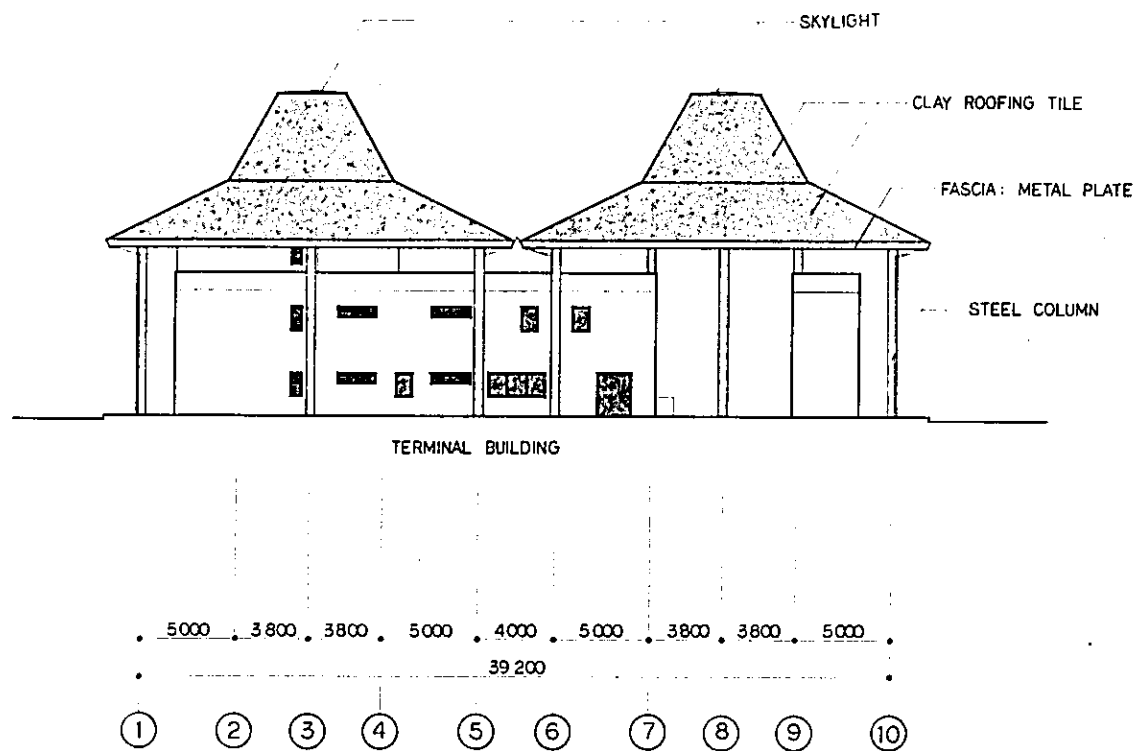 SKYLIGHT
CLAY ROOFING TILE
FASCIA: METAL PLATE
STEEL COLUMN
TERMINAL BUILDING
5000 3800 3800 5000 4000 5000 3800 3800 5000
39 200
1 2 3 4 5 6 7 8 9 10